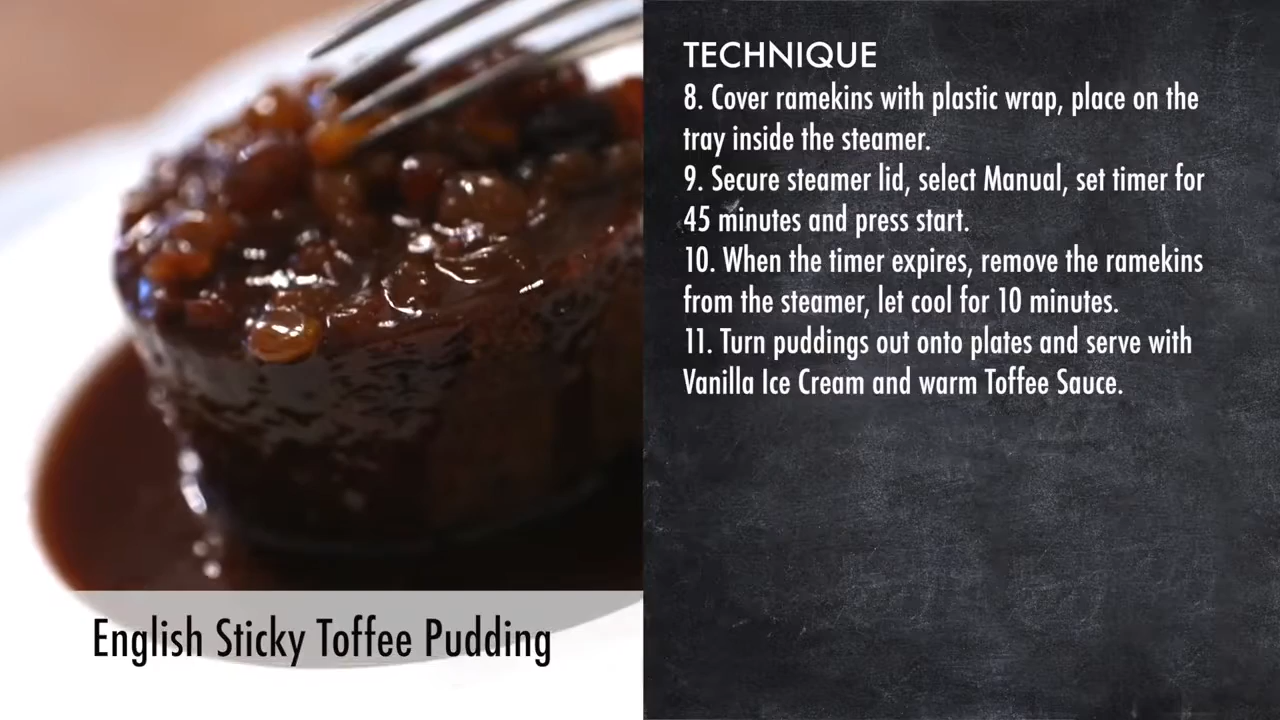 TECHNIQUE
8. Cover ramekins with plastic wrap, place on the
tray inside the steamer.
9. Secure steamer lid, select Manual, set timer for
45 minutes and press start.
10. When the timer expires, remove the ramekins
from the steamer, let cool for 10 minutes.
11. Turn puddings out onto plates and serve with
Vanilla Ice Cream and warm Toffee Sauce.
English Sticky Toffee Pudding